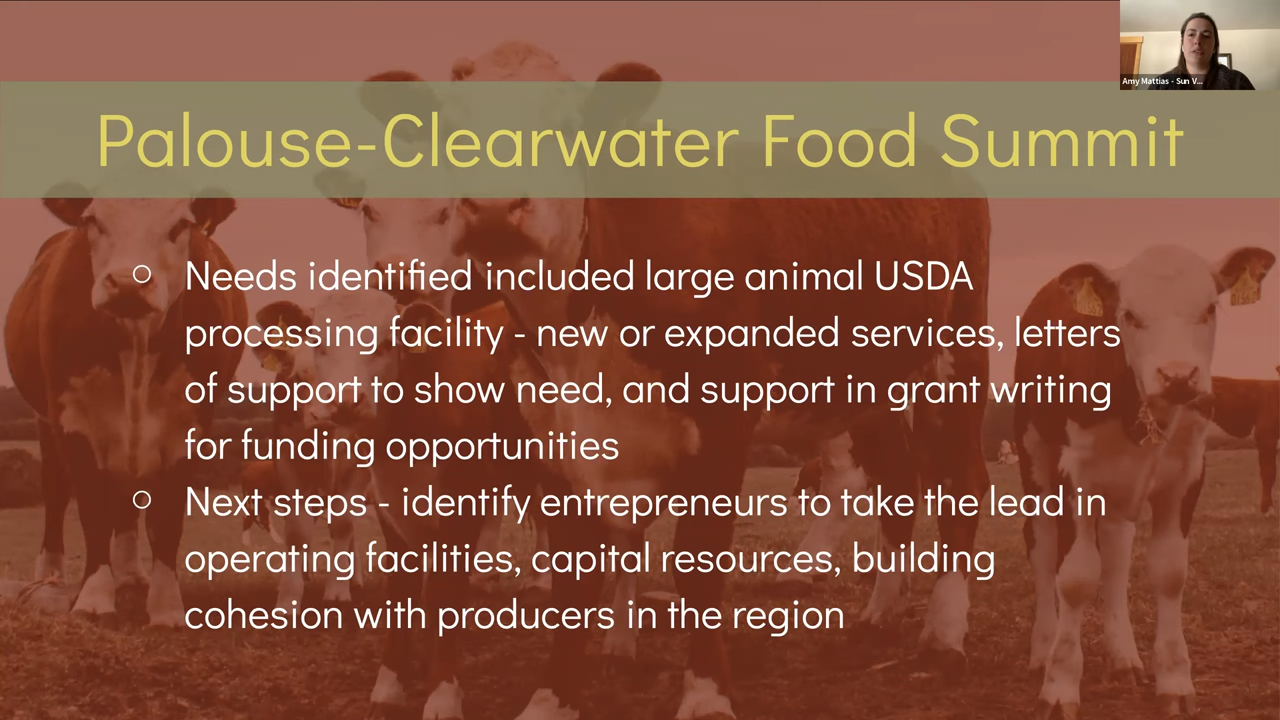 Amy Mattias - Sun V...
Palouse-Clearwater Food Summit
○ Needs identified included large animal USDA
processing facility - new or expanded services, letters
of support to show need, and support in grant writing
for funding opportunities
○ Next steps - identify entrepreneurs to take the lead in
operating facilities, capital resources, building
cohesion with producers in the region